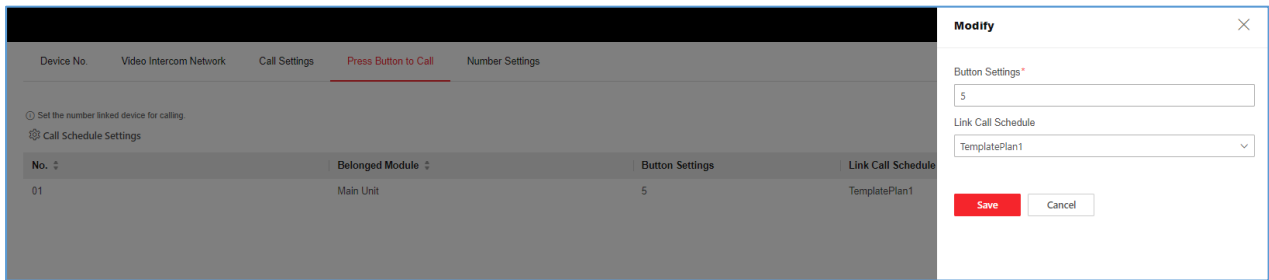 Modify
Device No.
Video Intercom Network
Call Settings
Press Button to Call
Number Settings
Set the number linked device for calling.
Call Schedule Settings
No.
Belonged Module
Button Settings
Link Call Schedule
01
Main Unit
5
TemplatePlan1
Button Settings*
5
Link Call Schedule
TemplatePlan1
Save
Cancel